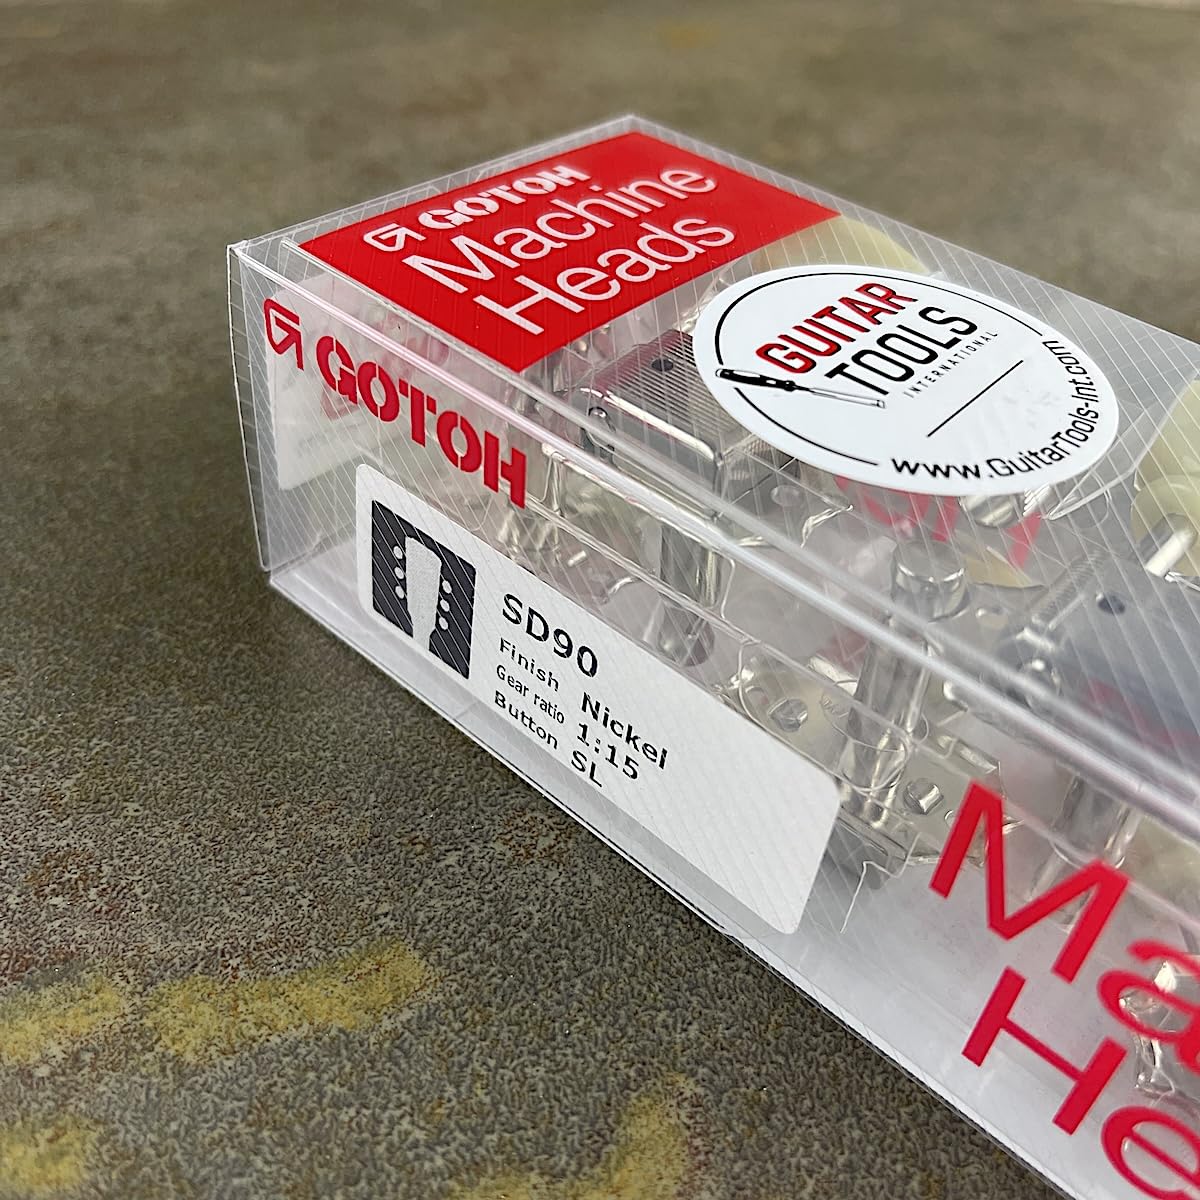 GOTOH
Machine
Heads
GUITAR
TOOLS
INTERNATIONAL
www.GuitarTools-Int.com
GOTOH
SD90
Finish Nickel
Gear ratio 1:15
Button SL
Ma
He